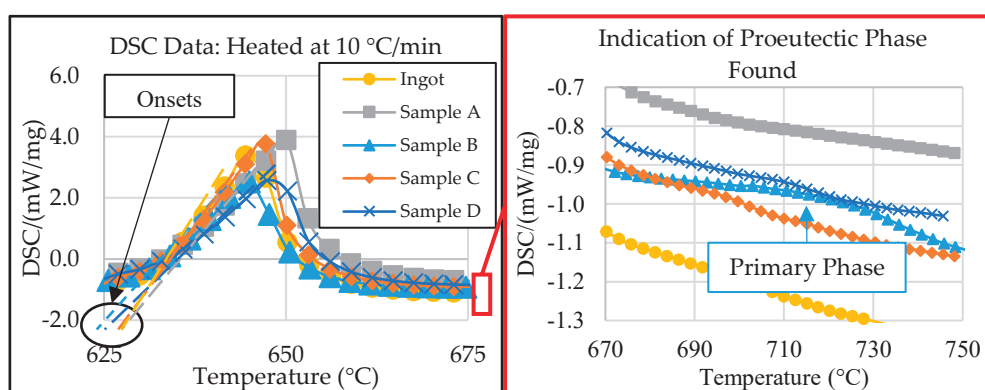 DSC Data: Heated at 10 °C/min
6.0
4.0
2.0
0.0
-2.0
DSC/(mW/mg)
Onsets
Ingot
Sample A
Sample B
Sample C
Sample D
625
650
675
Temperature (°C)
Indication of Proeutectic Phase
Found
-0.7
-0.8
-0.9
-1.0
-1.1
-1.2
-1.3
DSC/(mW/mg)
Primary Phase
670
690
710
730
750
Temperature (°C)